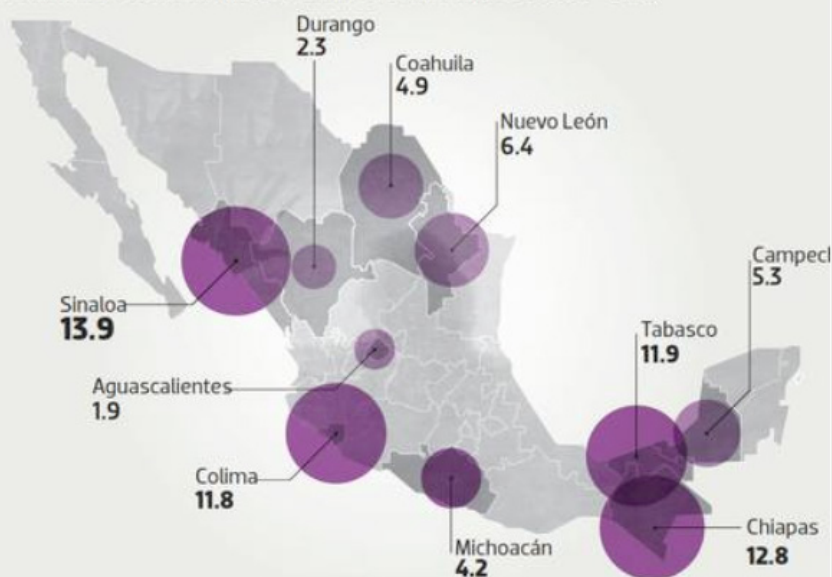 Durango
2.3
Coahuila
4.9
Nuevo León
6.4
Campecl
5.3
Sinaloa
13.9
Tabasco
11.9
Aguascalientes
1.9
Colima
11.8
Chiapas
12.8
Michoacán
4.2